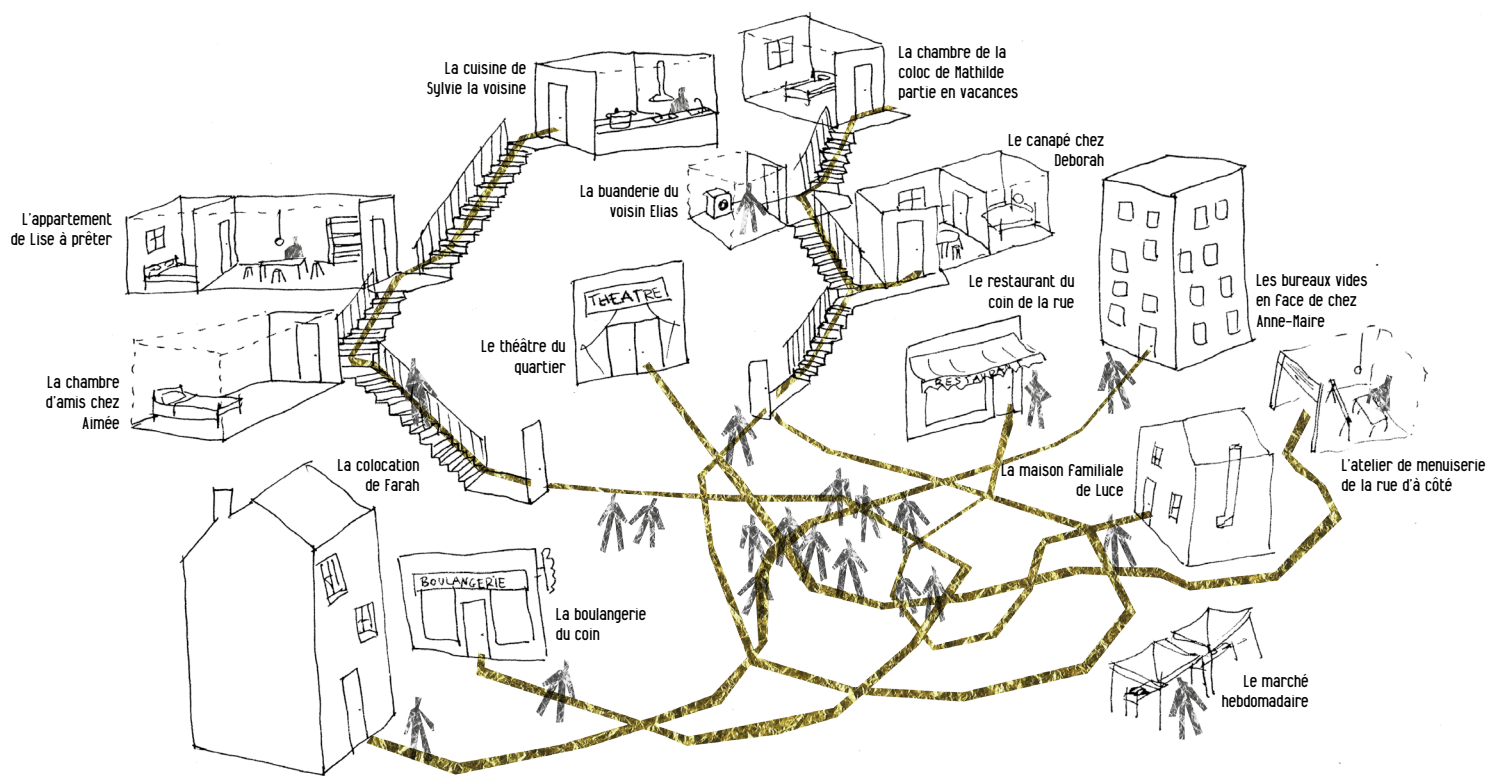 La cuisine de
Sylvie la voisine
La chambre de la
coloc de Mathilde
partie en vacances
Le canapé chez
Deborah
La buanderie du
voisin Elias
L'appartement
de Lise à prêter
Le restaurant du
coin de la rue
Les bureaux vides
en face de chez
Anne-Maire
THEATRE
Le théâtre du
quartier
La chambre
d'amis chez
Aimée
RESTAURANT
La colocation
de Farah
La maison familiale
de Luce
L'atelier de menuiserie
de la rue d'à côté
BOULANGERIE
La boulangerie
du coin
Le marché
hebdomadaire